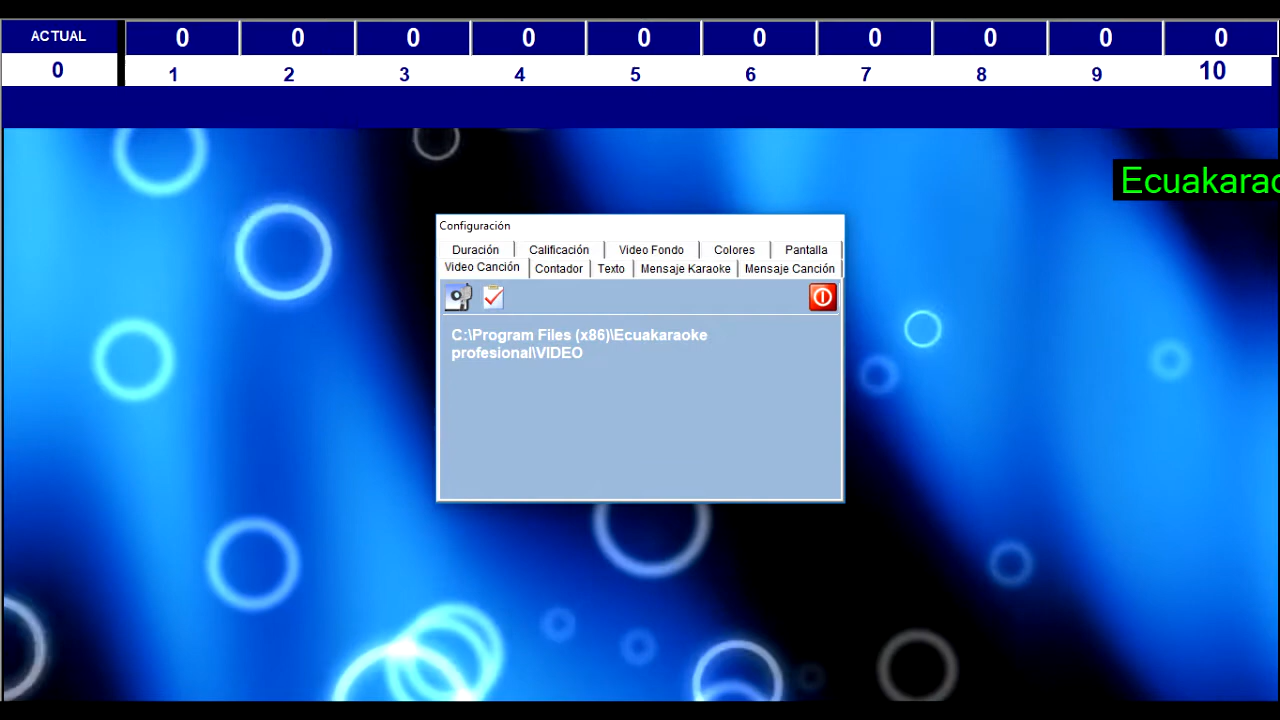 ACTUAL 0 0 0 0 0 0 0 0 0 0
0 1 2 3 4 5 6 7 8 9 10
Ecuakarao
Configuración
Duración Calificación Video Fondo Colores Pantalla
Video Canción Contador Texto Mensaje Karaoke Mensaje Canción
C:\Program Files (x86)\Ecuakaraoke
profesional\VIDEO